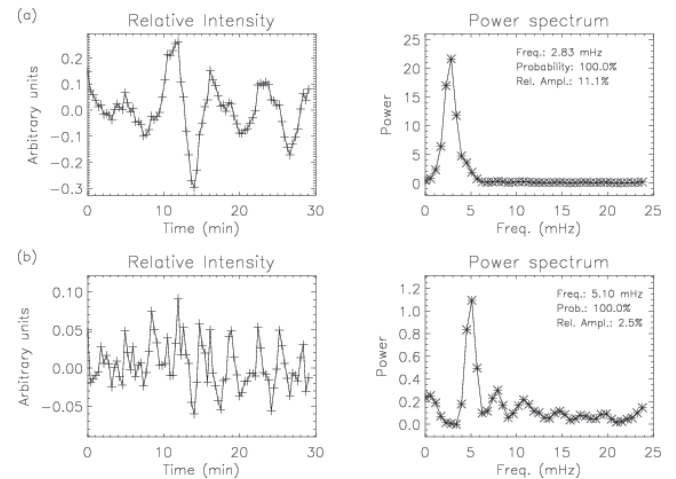 (a)
Relative Intensity
Arbitrary units
0.2
0.1
0.0
−0.1
−0.2
−0.3
0 10 20 30
Time (min)
Power spectrum
Freq.: 2.83 mHz
Probability: 100.0%
Rel. Ampl.: 11.1%
Power
25
20
15
10
5
0
0 5 10 15 20 25
Freq. (mHz)
(b)
Relative Intensity
Arbitrary units
0.10
0.05
0.00
−0.05
0 10 20 30
Time (min)
Power spectrum
Freq.: 5.10 mHz
Prob.: 100.0%
Rel. Ampl.: 2.5%
Power
1.2
1.0
0.8
0.6
0.4
0.2
0.0
0 5 10 15 20 25
Freq. (mHz)